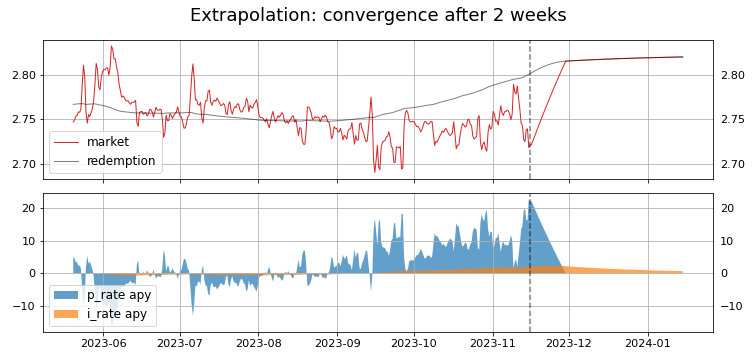 Extrapolation: convergence after 2 weeks
2.80 2.80
2.75 2.75
2.70 2.70
market
redemption
20 20
10 10
0 0
−10 −10
p_rate apy
i_rate apy
2023-06 2023-07 2023-08 2023-09 2023-10 2023-11 2023-12 2024-01